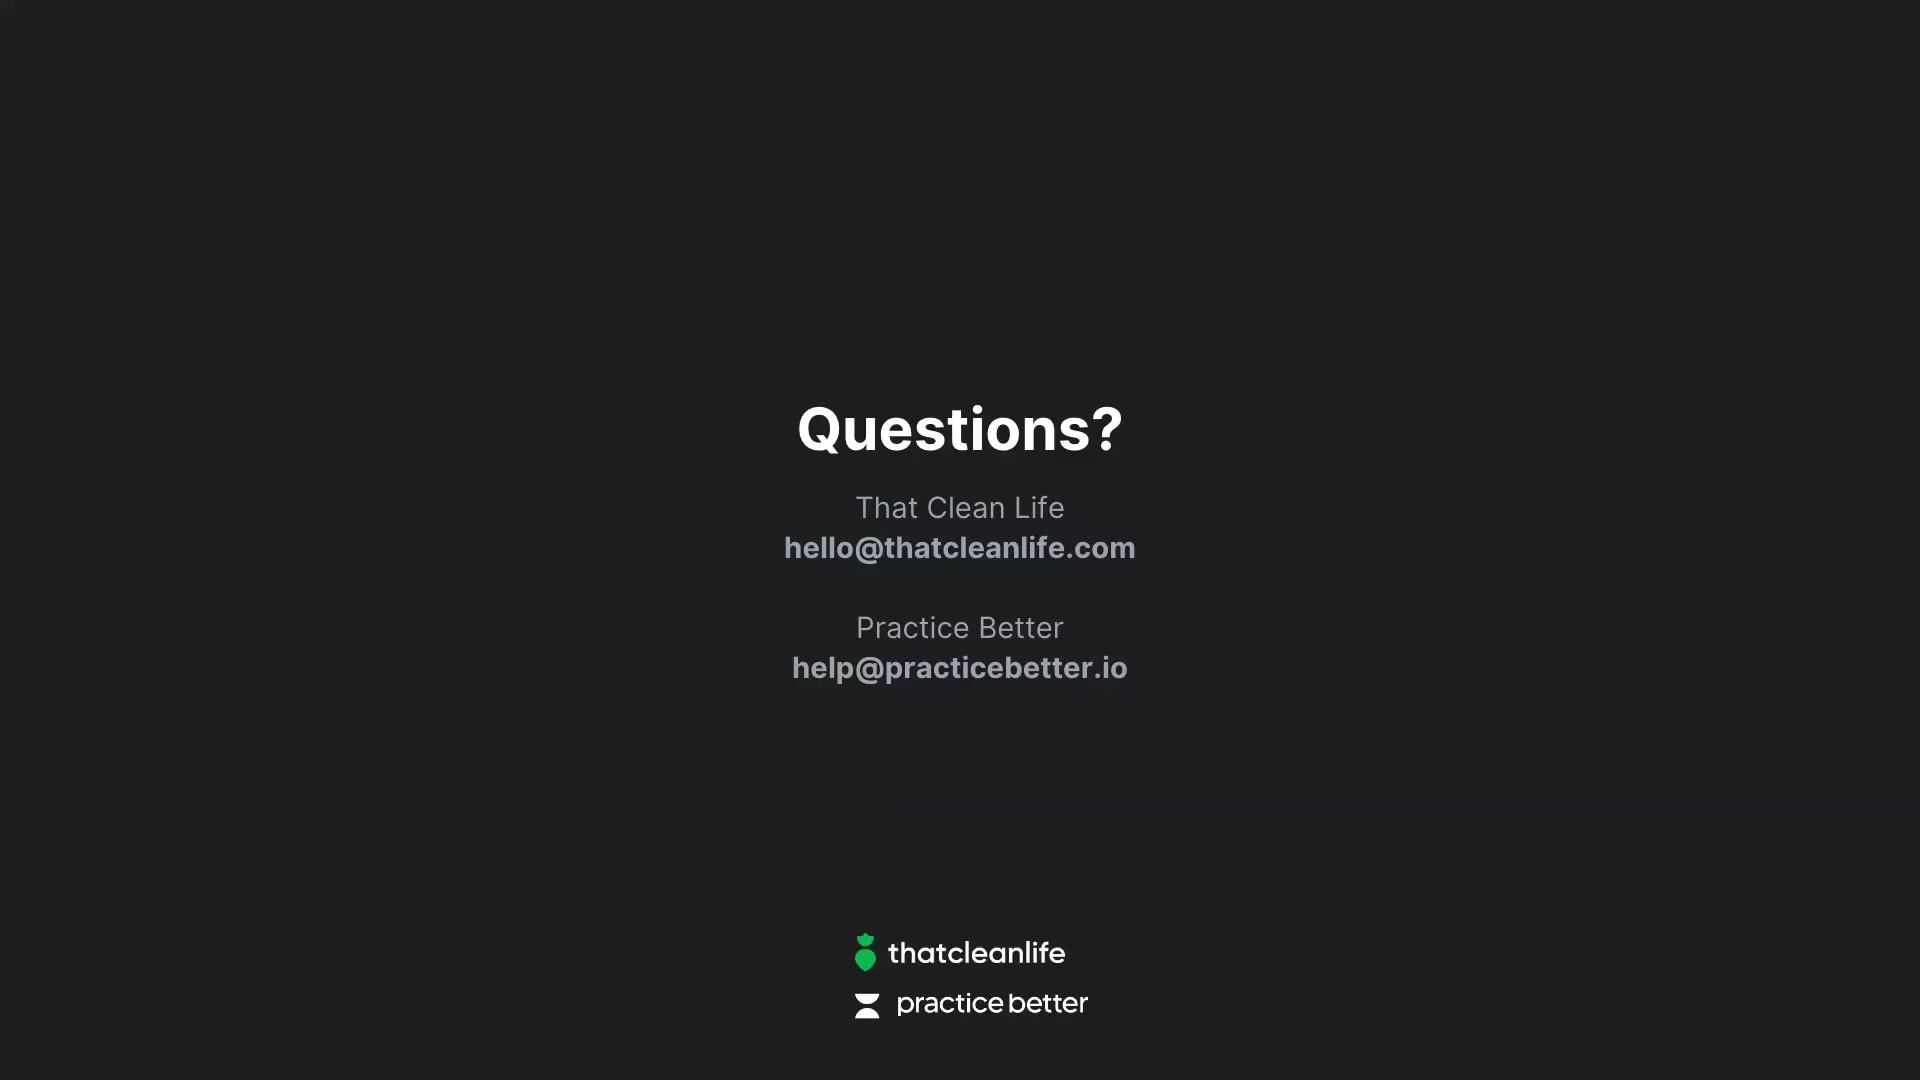 Questions?
That Clean Life
hello@thatcleanlife.com
Practice Better
help@practicebetter.io
thatcleanlife
practice better